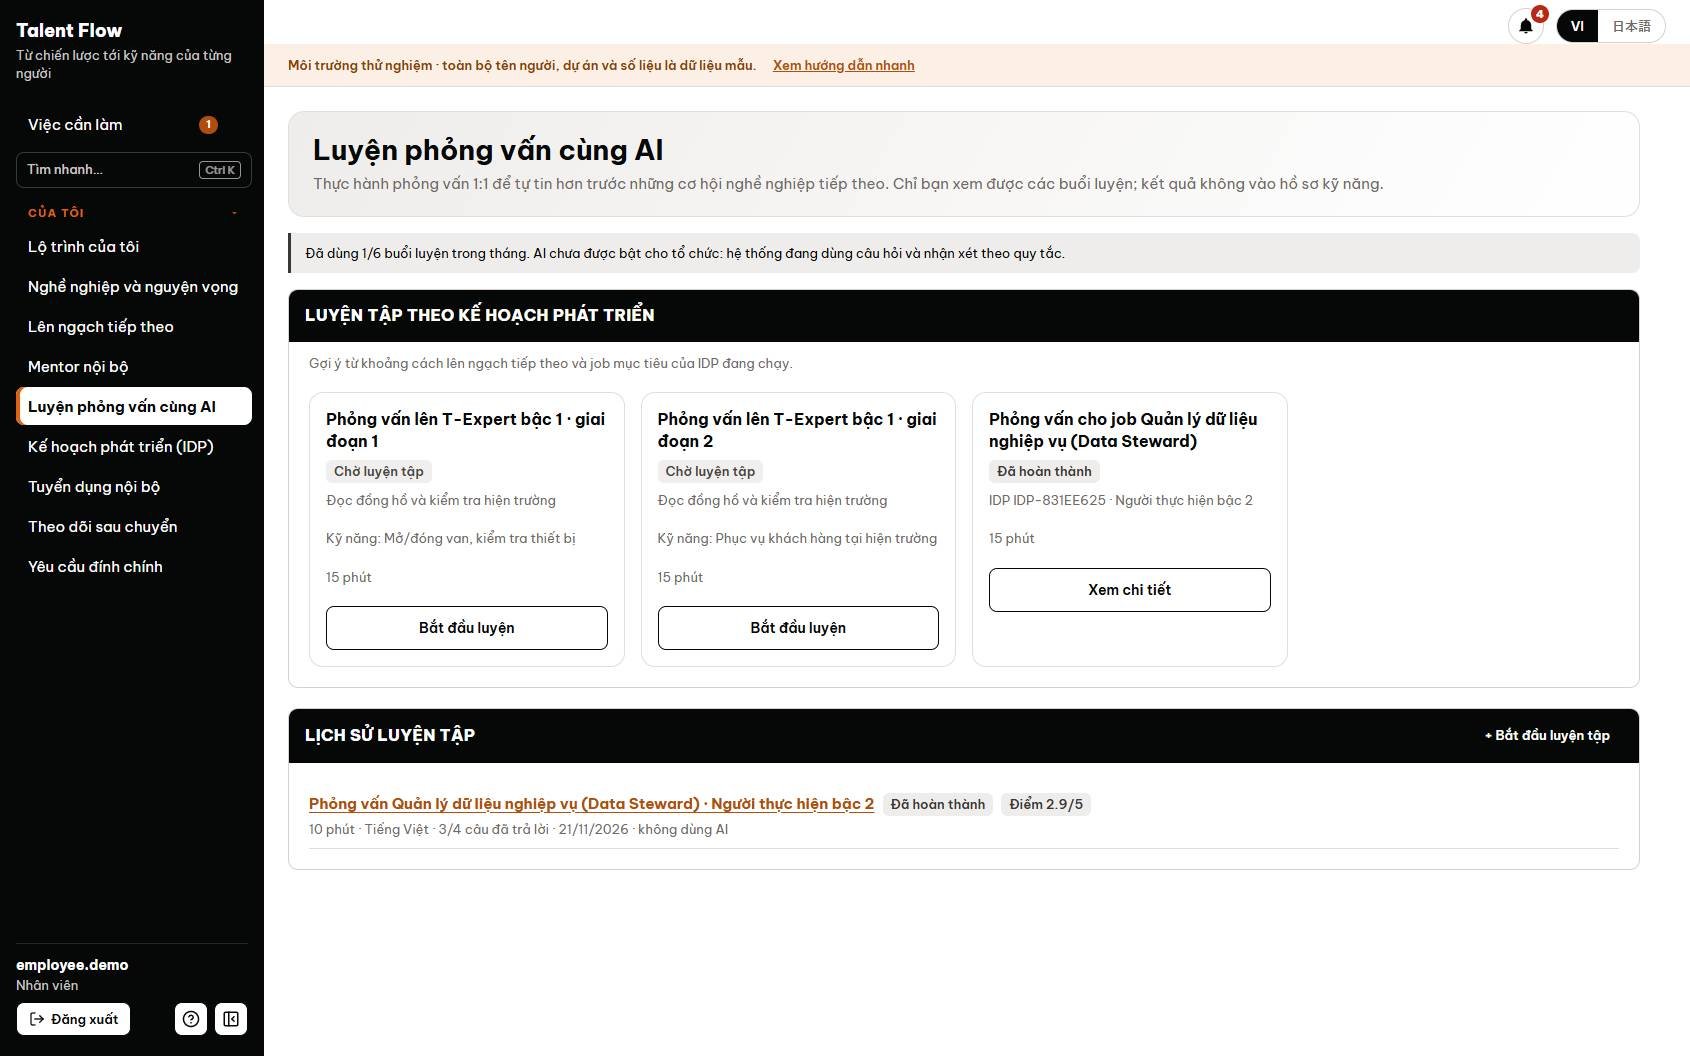 Talent Flow
Từ chiến lược tới kỹ năng của từng
người
Việc cần làm
1
Tìm nhanh...
Ctrl K
CỦA TÔI
Lộ trình của tôi
Nghề nghiệp và nguyện vọng
Lên ngạch tiếp theo
Mentor nội bộ
Luyện phỏng vấn cùng AI
Kế hoạch phát triển (IDP)
Tuyển dụng nội bộ
Theo dõi sau chuyển
Yêu cầu đính chính
employee.demo
Nhân viên
Đăng xuất
4
VI
日本語
Môi trường thử nghiệm · toàn bộ tên người, dự án và số liệu là dữ liệu mẫu. Xem hướng dẫn nhanh
Luyện phỏng vấn cùng AI
Thực hành phỏng vấn 1:1 để tự tin hơn trước những cơ hội nghề nghiệp tiếp theo. Chỉ bạn xem được các buổi luyện; kết quả không vào hồ sơ kỹ năng.
Đã dùng 1/6 buổi luyện trong tháng. AI chưa được bật cho tổ chức: hệ thống đang dùng câu hỏi và nhận xét theo quy tắc.
LUYỆN TẬP THEO KẾ HOẠCH PHÁT TRIỂN
Gợi ý từ khoảng cách lên ngạch tiếp theo và job mục tiêu của IDP đang chạy.
Phỏng vấn lên T-Expert bậc 1 · giai
đoạn 1
Chờ luyện tập
Đọc đồng hồ và kiểm tra hiện trường
Kỹ năng: Mở/đóng van, kiểm tra thiết bị
15 phút
Bắt đầu luyện
Phỏng vấn lên T-Expert bậc 1 · giai
đoạn 2
Chờ luyện tập
Đọc đồng hồ và kiểm tra hiện trường
Kỹ năng: Phục vụ khách hàng tại hiện trường
15 phút
Bắt đầu luyện
Phỏng vấn cho job Quản lý dữ liệu
nghiệp vụ (Data Steward)
Đã hoàn thành
IDP IDP-831EE625 · Người thực hiện bậc 2
15 phút
Xem chi tiết
LỊCH SỬ LUYỆN TẬP
+ Bắt đầu luyện tập
Phỏng vấn Quản lý dữ liệu nghiệp vụ (Data Steward) · Người thực hiện bậc 2 Đã hoàn thành Điểm 2.9/5
10 phút · Tiếng Việt · 3/4 câu đã trả lời · 21/11/2026 · không dùng AI